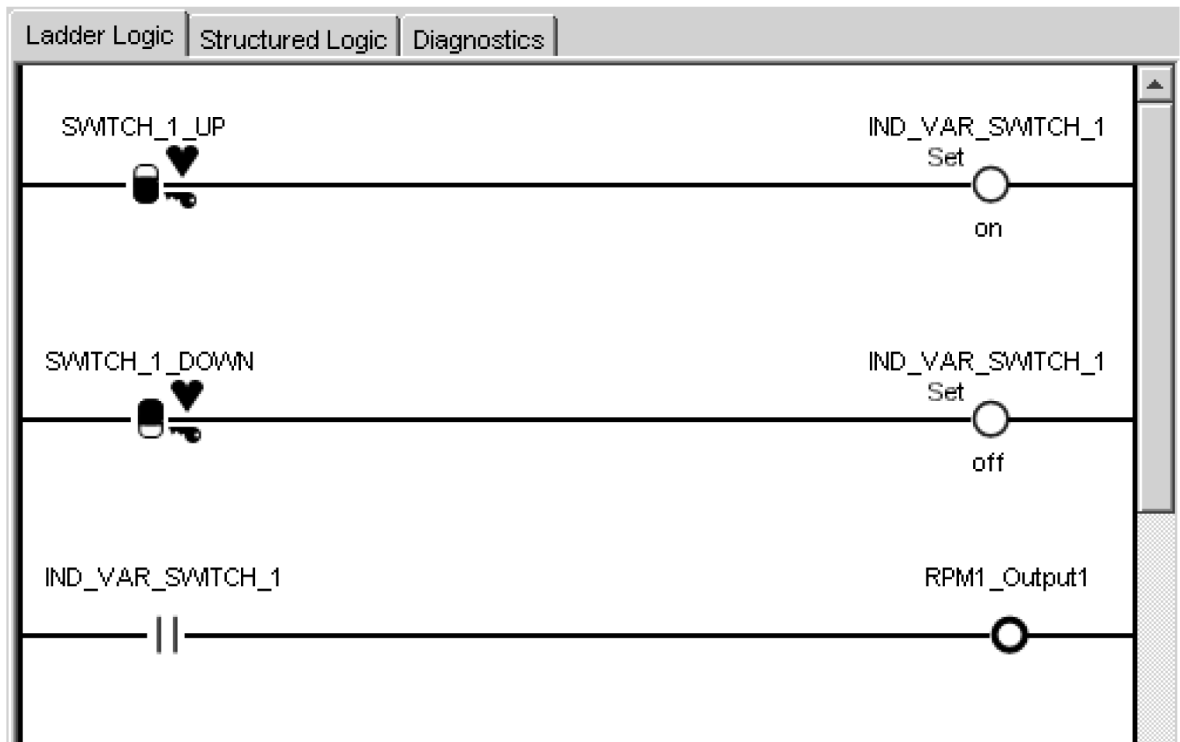 Ladder Logic Structured Logic Diagnostics
SWITCH_1_UP IND_VAR_SWITCH_1
Set
on
SWITCH_1_DOWN IND_VAR_SWITCH_1
Set
off
IND_VAR_SWITCH_1 RPM1_Output1